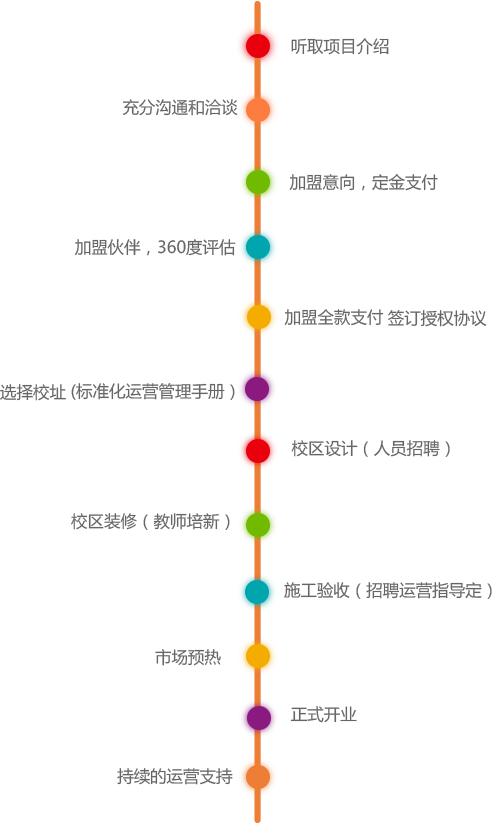 听取项目介绍
充分沟通和洽谈
加盟意向，定金支付
加盟伙伴，360度评估
加盟全款支付 签订授权协议
选择校址 (标准化运营管理手册）
校区设计（人员招聘）
校区装修（教师培新）
施工验收（招聘运营指导定）
市场预热
正式开业
持续的运营支持